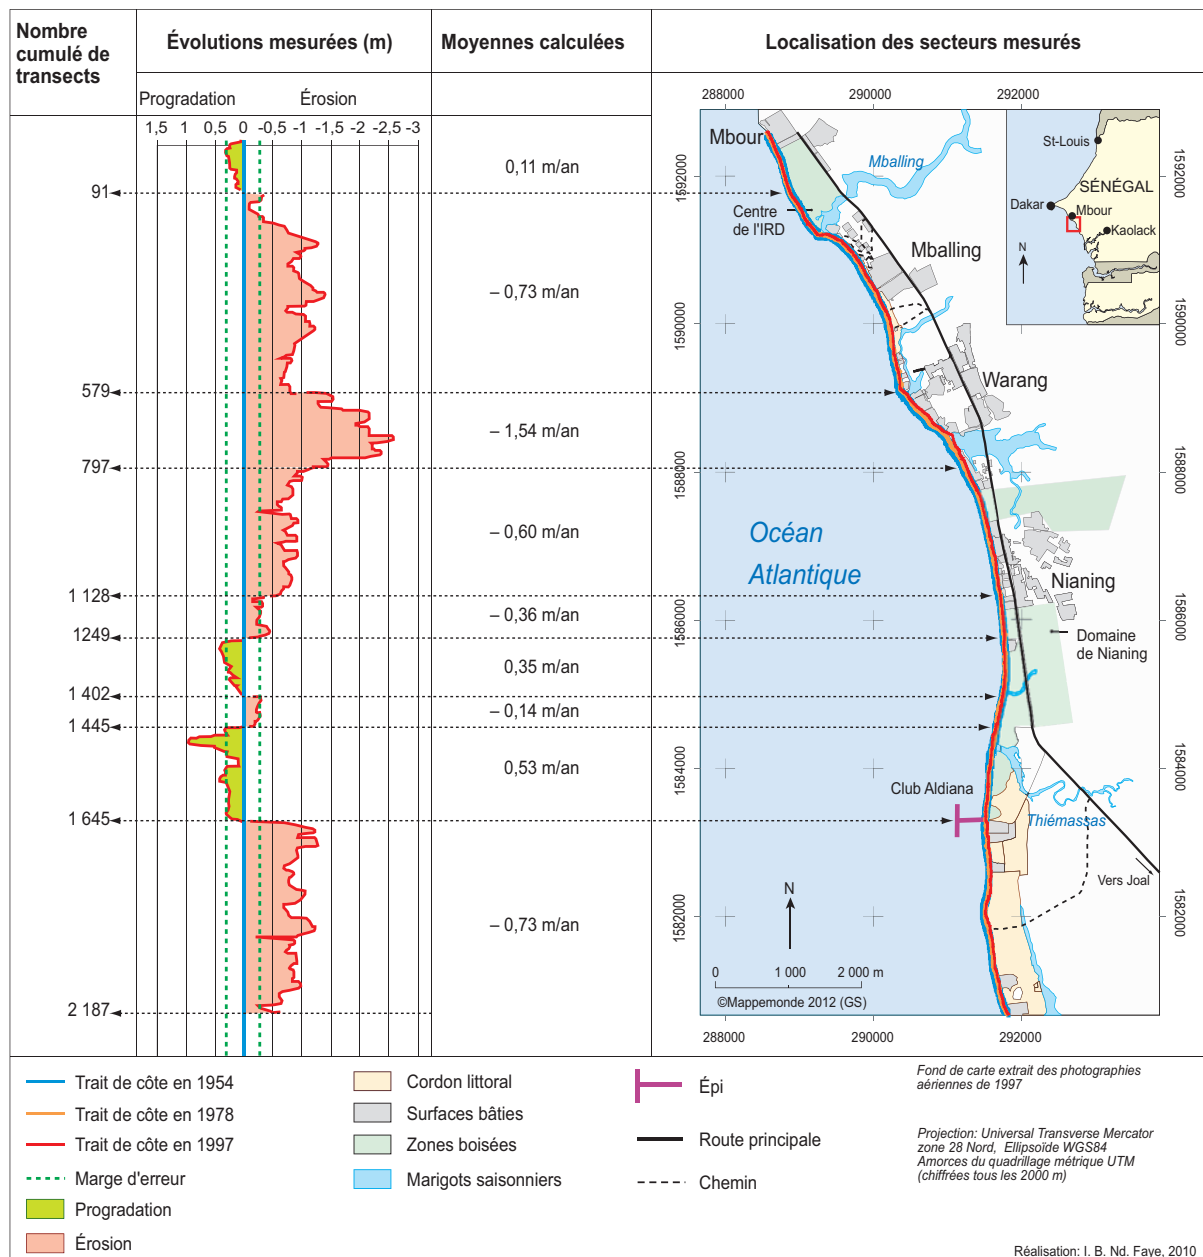 Nombre
cumulé de
transects
Évolutions mesurées (m)
Moyennes calculées
Localisation des secteurs mesurés
Progradation
Érosion
1,5 1 0,5 0 -0,5 -1 -1,5 -2 -2,5 -3
91
579
797
1 128
1249
1 402
1 445
1 645
2 187
0,11 m/an
– 0,73 m/an
– 1,54 m/an
– 0,60 m/an
– 0,36 m/an
0,35 m/an
– 0,14 m/an
0,53 m/an
– 0,73 m/an
288000 290000 292000
Mbour
Mballing
Centre
de l'IRD
Mballing
Warang
Océan
Atlantique
Nianing
Domaine
de Nianing
Club Aldiana
Thiémassas
Vers Joal
St-Louis
SÉNÉGAL
Dakar
Mbour
Kaolack
N
1592000
1590000
1588000
1586000
1584000
1582000
1592000
1590000
1588000
1586000
1584000
1582000
N
0 1 000 2 000 m
©Mappemonde 2012 (GS)
288000 290000 292000
Trait de côte en 1954
Trait de côte en 1978
Trait de côte en 1997
Marge d'erreur
Progradation
Érosion
Cordon littoral
Surfaces bâties
Zones boisées
Marigots saisonniers
Épi
Route principale
Chemin
Fond de carte extrait des photographies
aériennes de 1997
Projection: Universal Transverse Mercator
zone 28 Nord, Ellipsoïde WGS84
Amorces du quadrillage métrique UTM
(chiffrées tous les 2000 m)
Réalisation: I. B. Nd. Faye, 2010